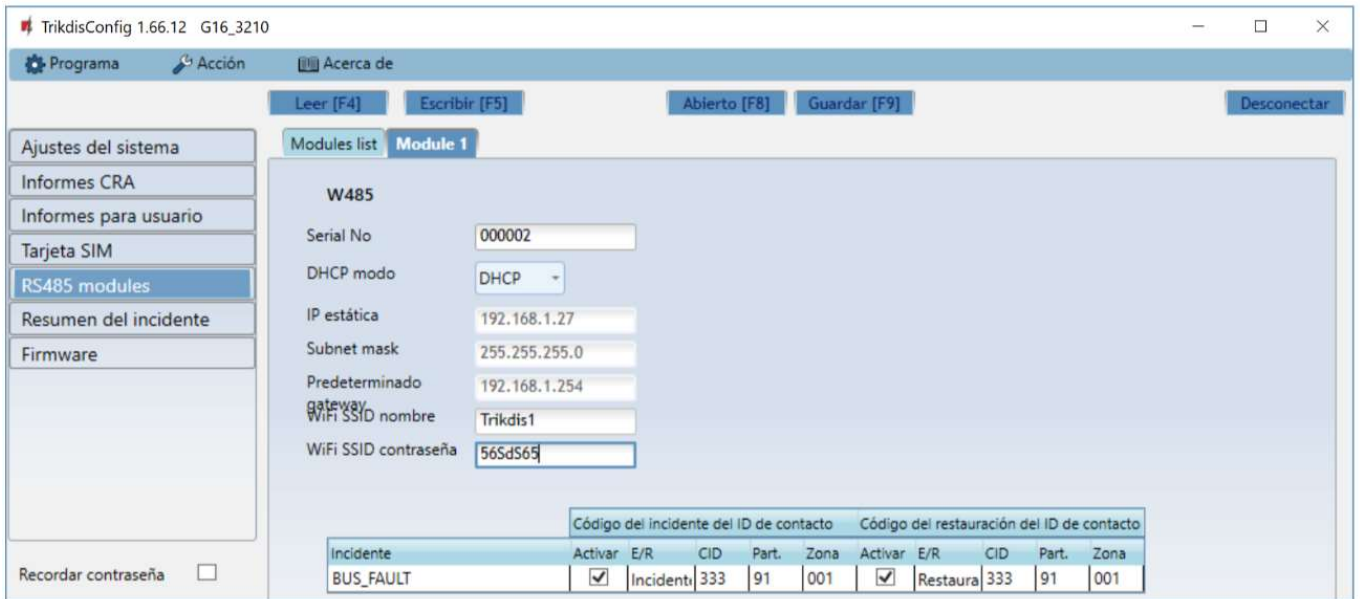 TrikdisConfig 1.66.12 G16_3210
Programa Acción Acerca de
Leer [F4] Escribir [F5] Abierto [F8] Guardar [F9] Desconectar
Ajustes del sistema
Informes CRA
Informes para usuario
Tarjeta SIM
RS485 modules
Resumen del incidente
Firmware
Recordar contraseña
Modules list Module 1
W485
Serial No 000002
DHCP modo DHCP
IP estática 192.168.1.27
Subnet mask 255.255.255.0
Predeterminado gateway 192.168.1.254
WiFi SSID nombre Trikdis1
WiFi SSID contraseña 56SdS65
Código del incidente del ID de contacto Código del restauración del ID de contacto
Incidente Activar E/R CID Part. Zona Activar E/R CID Part. Zona
BUS_FAULT Incident 333 91 001 Restaura 333 91 001